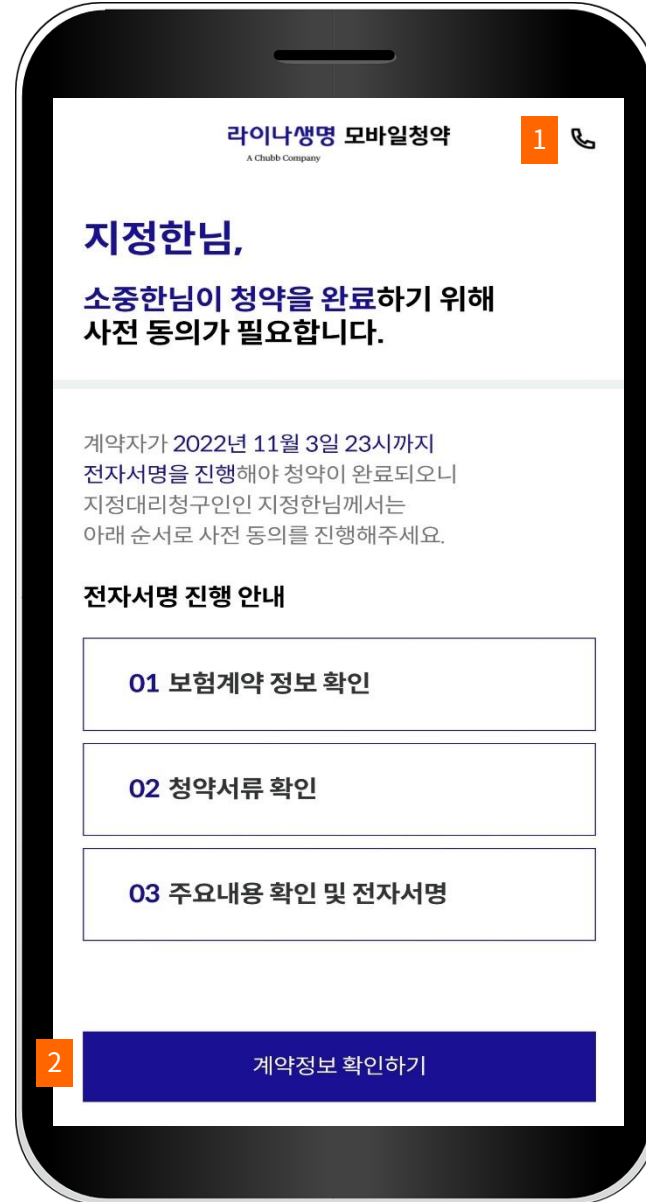 라이나생명 모바일청약
A Chubb Company
1
지정한님,
소중한님이 청약을 완료하기 위해
사전 동의가 필요합니다.
계약자가 2022년 11월 3일 23시까지
전자서명을 진행해야 청약이 완료되오니
지정대리청구인인 지정한님께서는
아래 순서로 사전 동의를 진행해주세요.
전자서명 진행 안내
01 보험계약 정보 확인
02 청약서류 확인
03 주요내용 확인 및 전자서명
2
계약정보 확인하기